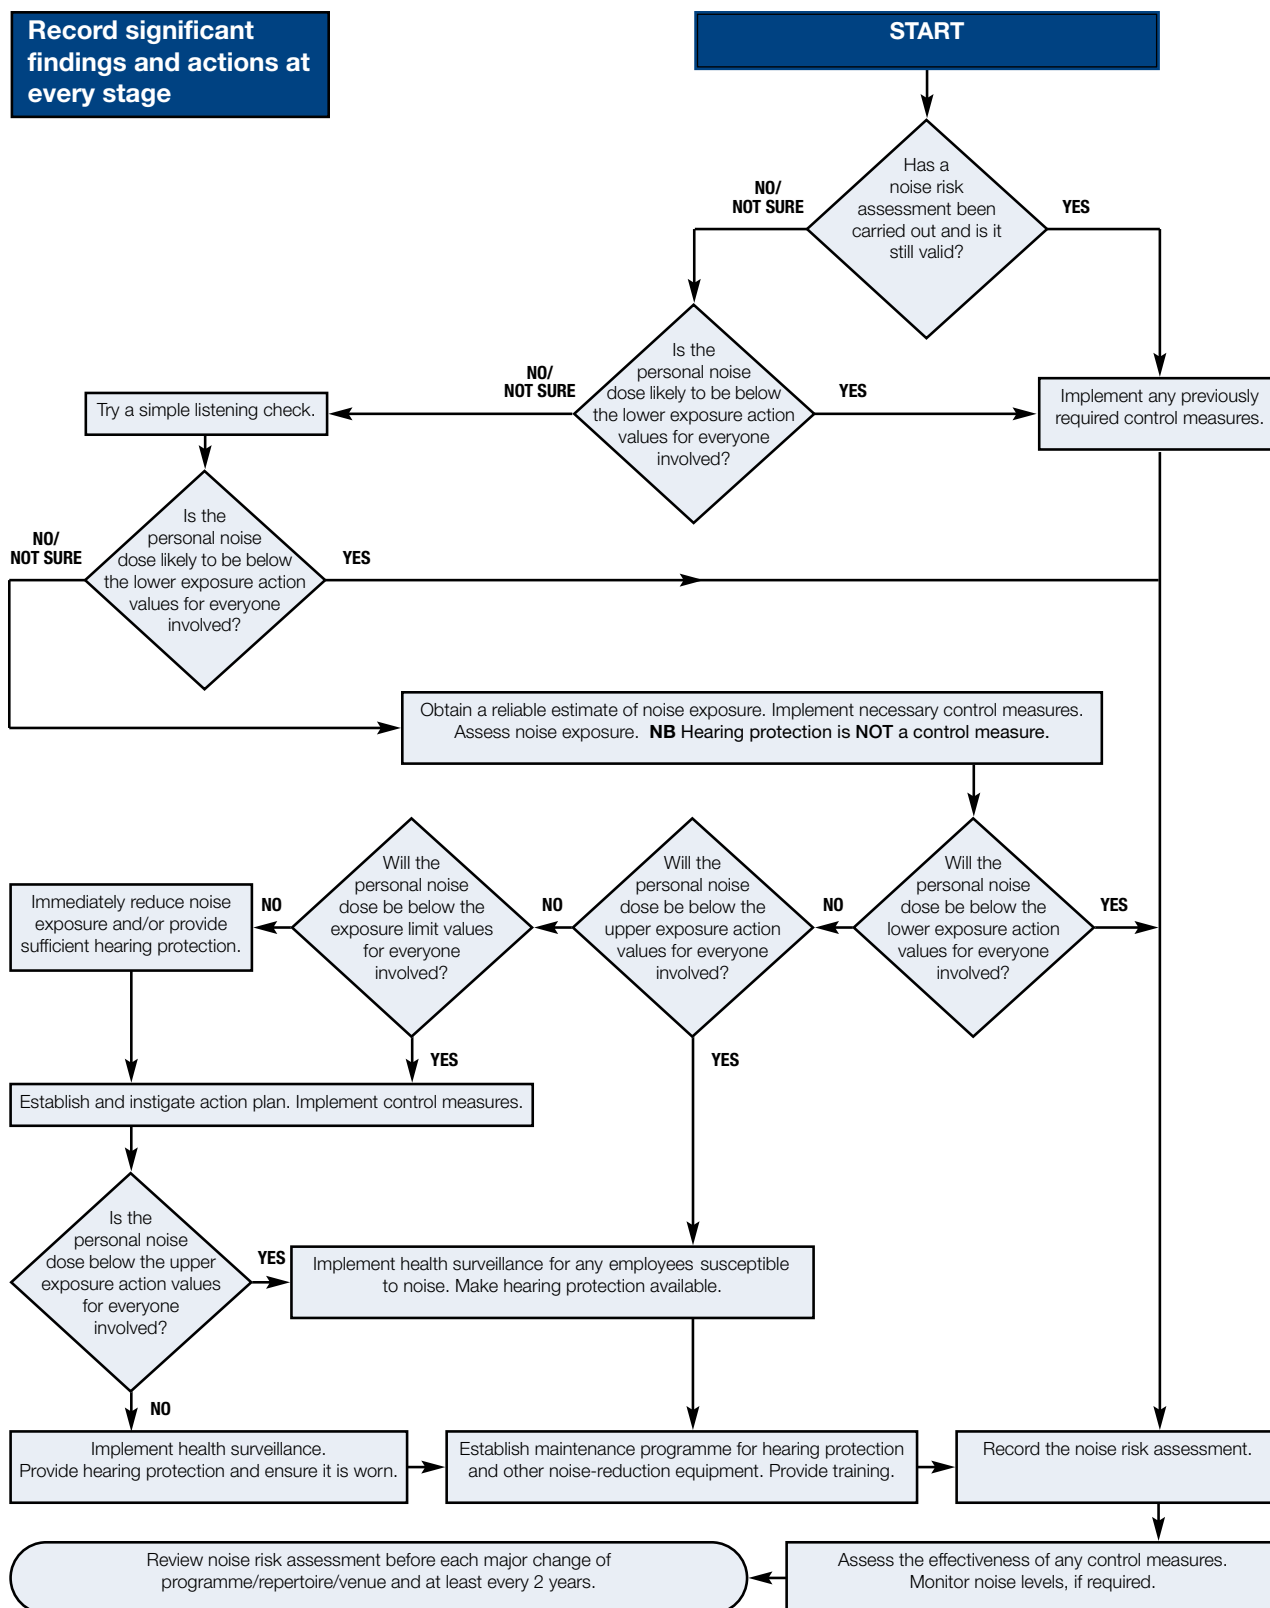 Record significant
findings and actions at
every stage
START
Has a
noise risk
assessment been
carried out and is it
still valid?
NO/
NOT SURE
YES
Is the
personal noise
dose likely to be below
the lower exposure action
values for everyone
involved?
NO/
NOT SURE
YES
Implement any previously
required control measures.
Try a simple listening check.
Is the
personal noise
dose likely to be below
the lower exposure action
values for everyone
involved?
NO/
NOT SURE
YES
Obtain a reliable estimate of noise exposure. Implement necessary control measures.
Assess noise exposure. NB Hearing protection is NOT a control measure.
Will the
personal noise
dose be below the
lower exposure action
values for everyone
involved?
YES
NO
Will the
personal noise
dose be below the
upper exposure action
values for everyone
involved?
NO
YES
Will the
personal noise
dose be below the
exposure limit values
for everyone
involved?
NO
YES
Immediately reduce noise
exposure and/or provide
sufficient hearing protection.
Establish and instigate action plan. Implement control measures.
Is the
personal noise
dose below the upper
exposure action values
for everyone
involved?
YES
NO
Implement health surveillance for any employees susceptible
to noise. Make hearing protection available.
Implement health surveillance.
Provide hearing protection and ensure it is worn.
Establish maintenance programme for hearing protection
and other noise-reduction equipment. Provide training.
Record the noise risk assessment.
Assess the effectiveness of any control measures.
Monitor noise levels, if required.
Review noise risk assessment before each major change of
programme/repertoire/venue and at least every 2 years.